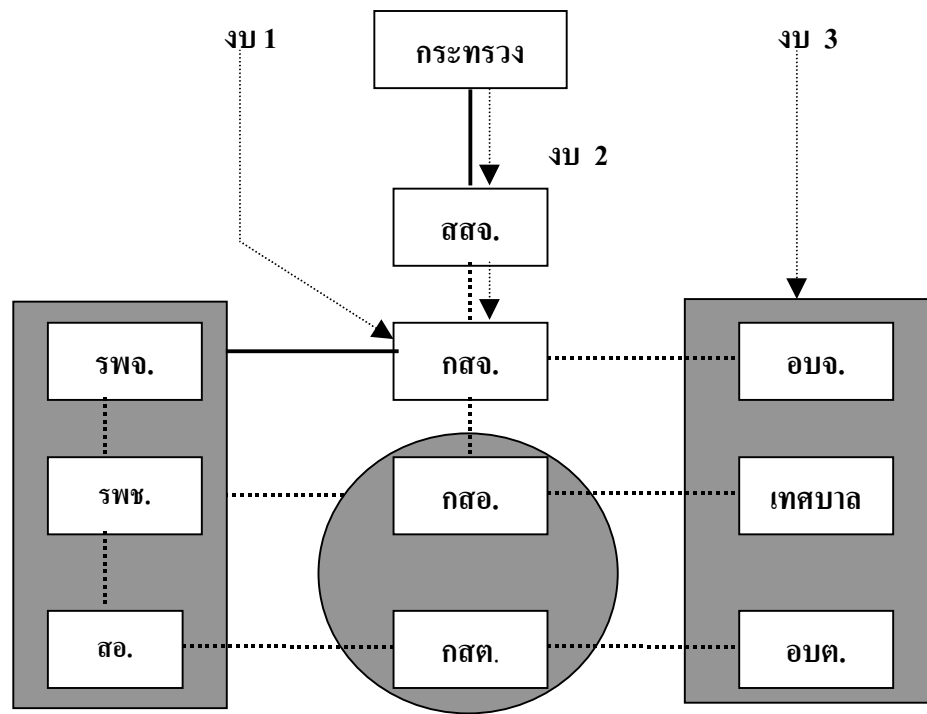 งบ 1
กระทรวง
งบ 3
งบ 2
สสจ.
รพจ.
กสจ.
อบจ.
รพช.
กสอ.
เทศบาล
สอ.
กสต.
อบต.